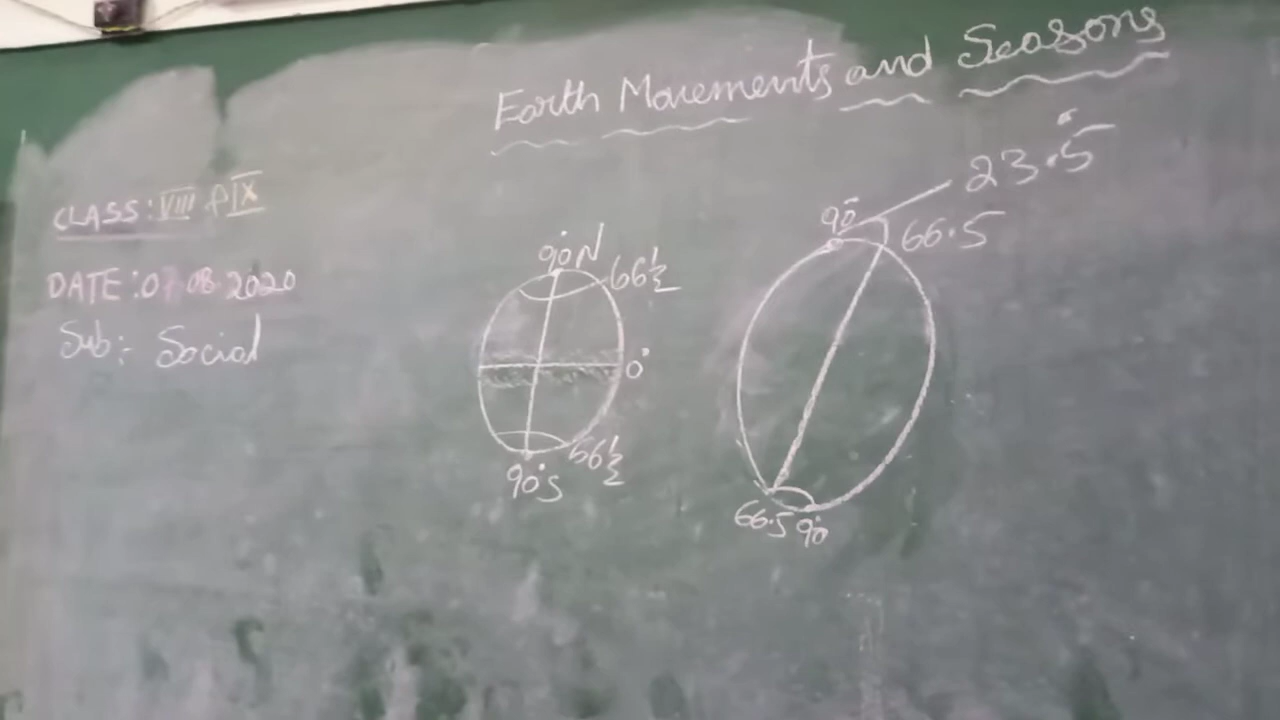 Earth Movements and Seasons
CLASS: VIII & IX
DATE: 08.2020
Sub:- Social
90°N
66½
0°
66½
90°S
23.5°
90°
66.5
66.5
90°